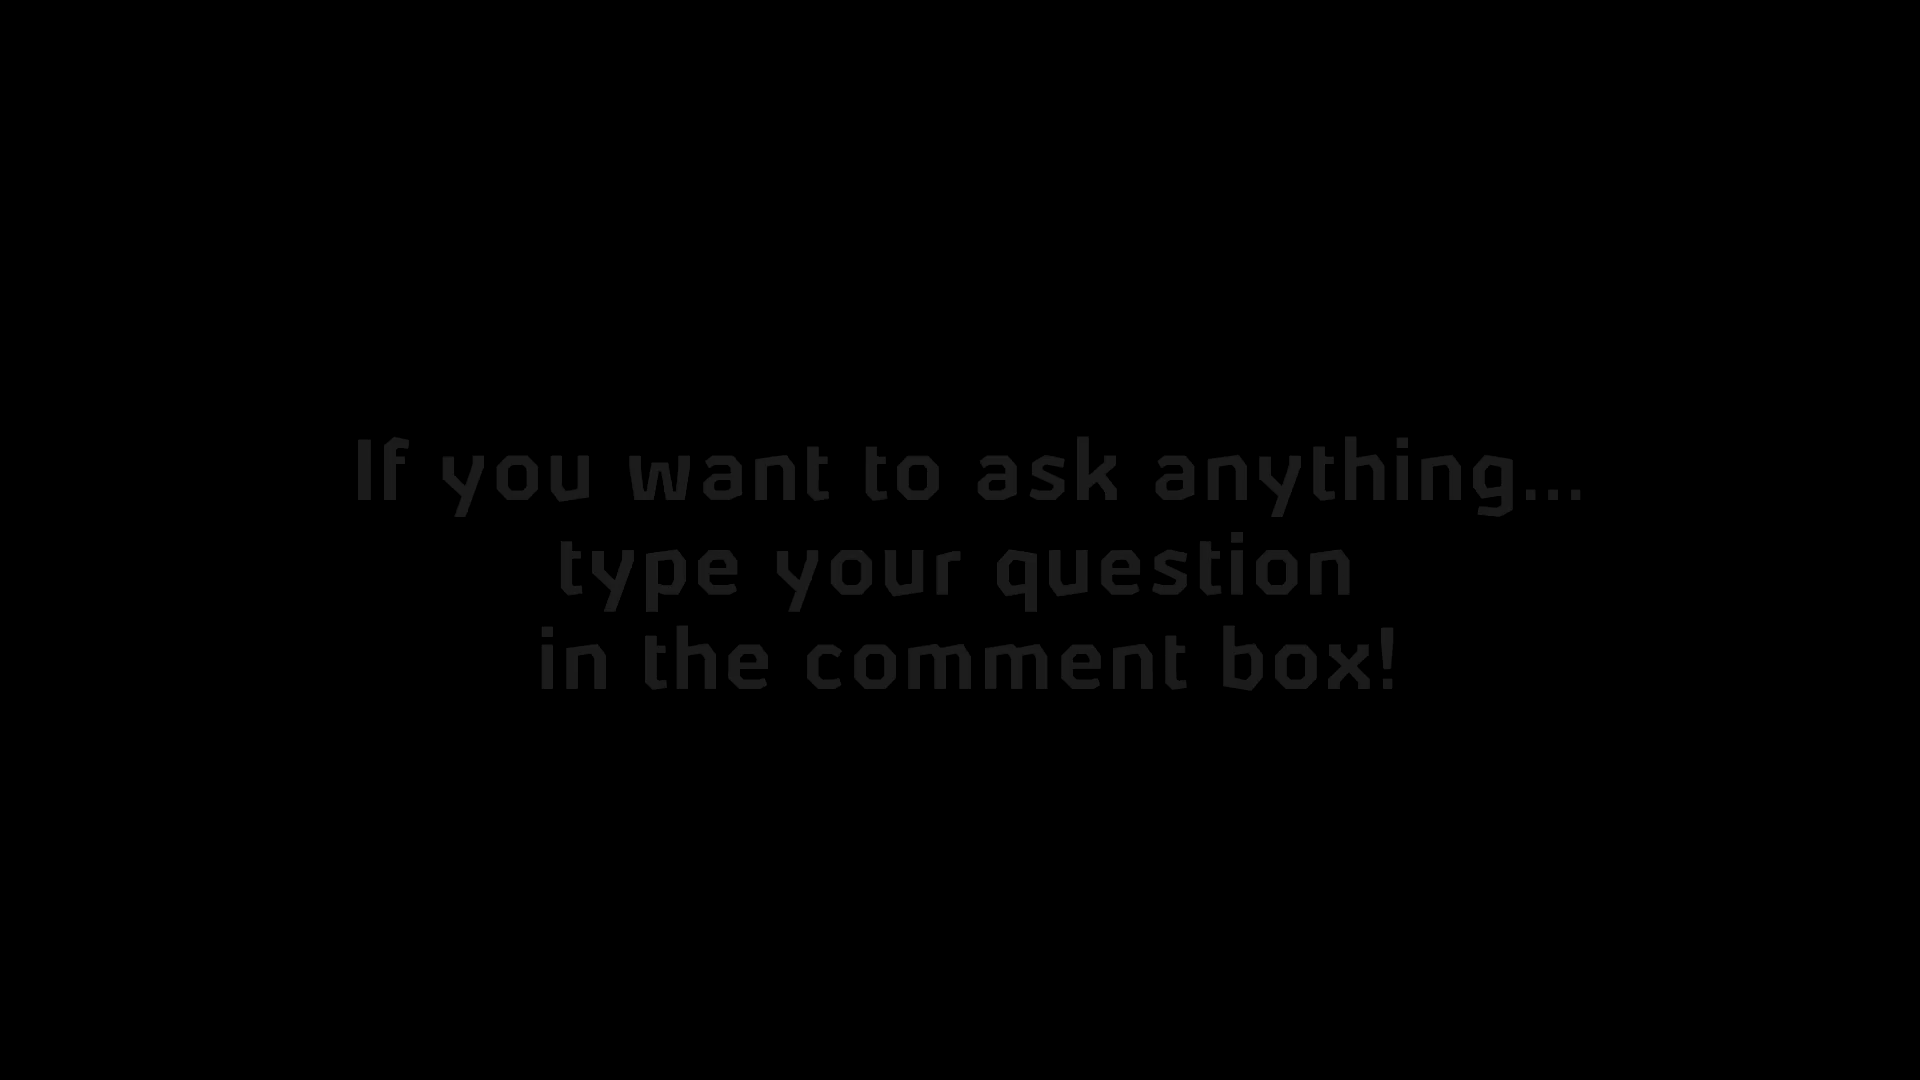 If you want to ask anything...
type your question
in the comment box!